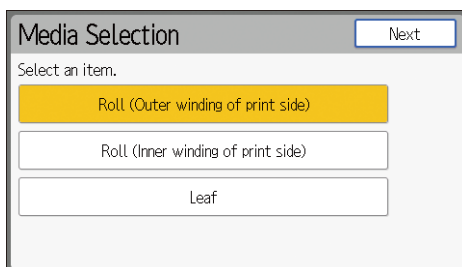 Media Selection
Next
Select an item.
Roll (Outer winding of print side)
Roll (Inner winding of print side)
Leaf